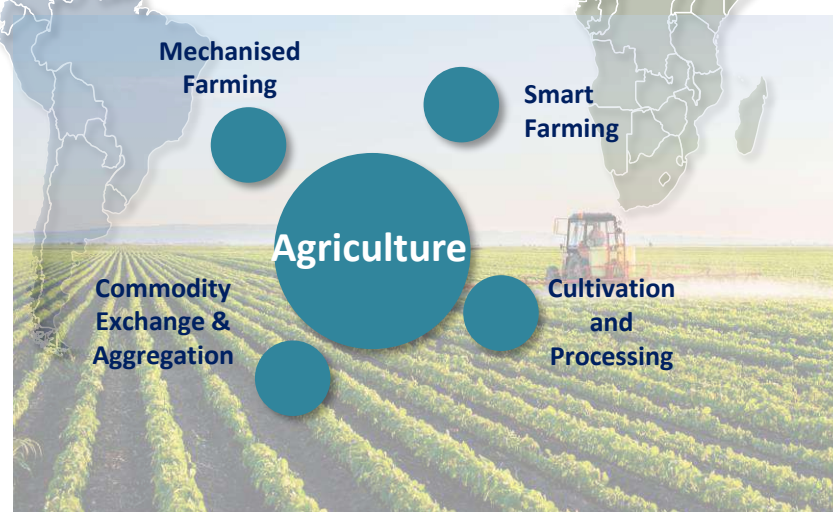 Mechanised
Farming
Smart
Farming
Agriculture
Commodity
Exchange &
Aggregation
Cultivation
and
Processing